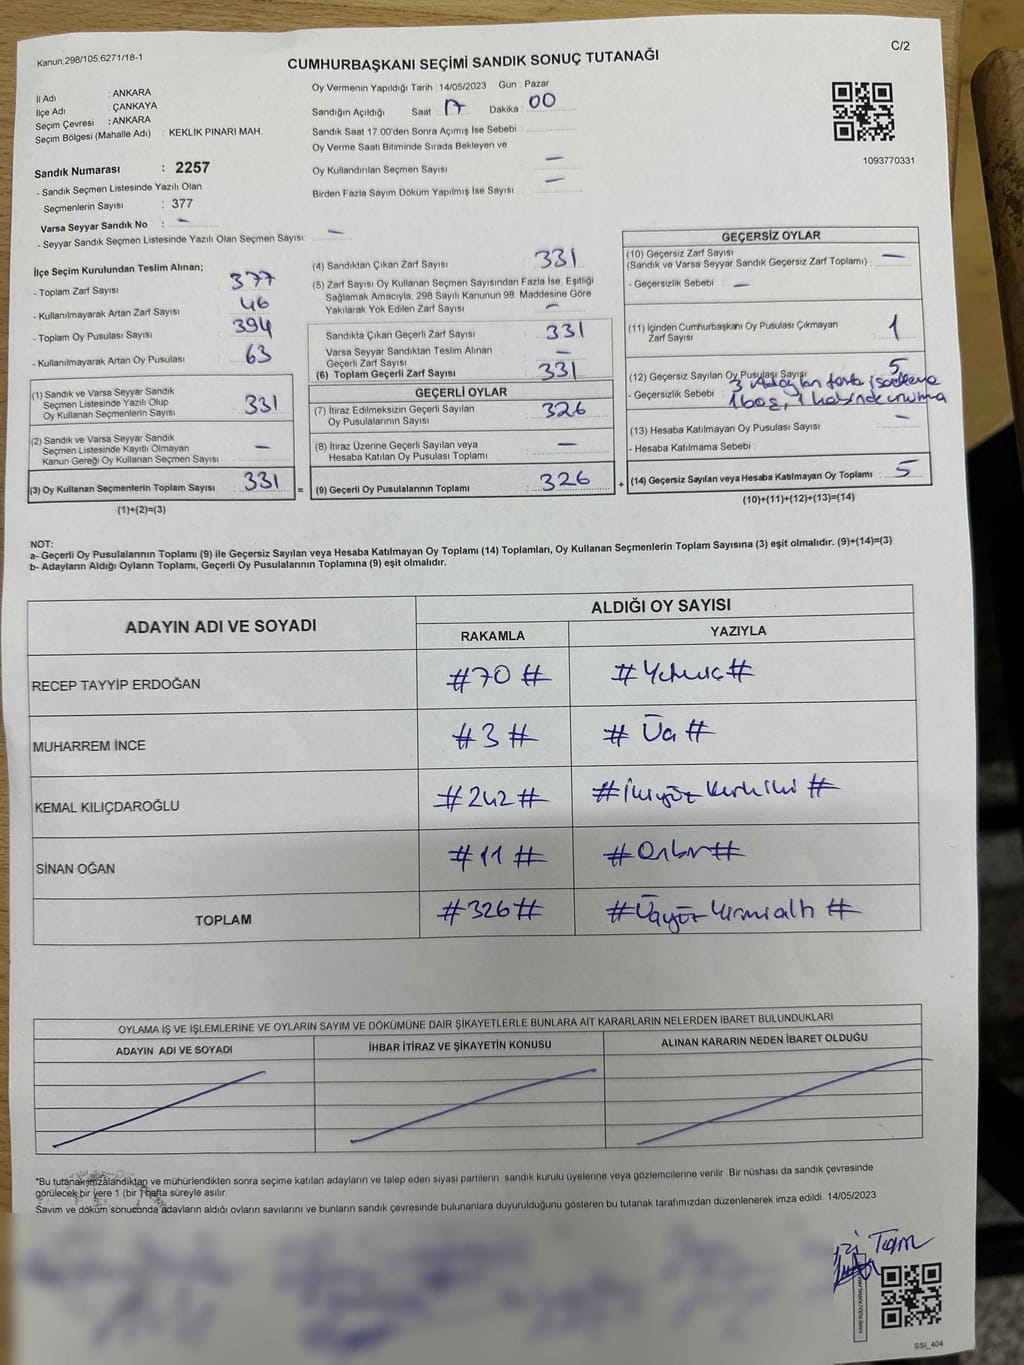 Kanun,298/105;6271/18-1
C/2
CUMHURBAŞKANI SEÇİMİ SANDIK SONUÇ TUTANAĞI
İl Adı : ANKARA
İlçe Adı : ÇANKAYA
Seçim Çevresi : ANKARA
Seçim Bölgesi (Mahalle Adı) : KEKLİK PINARI MAH.
Sandık Numarası : 2257
- Sandık Seçmen Listesinde Yazılı Olan
Seçmenlerin Sayısı : 377
Varsa Seyyar Sandık No : -
- Seyyar Sandık Seçmen Listesinde Yazılı Olan Seçmen Sayısı : -
Oy Vermenin Yapıldığı Tarih : 14/05/2023 Gün : Pazar
Sandığın Açıldığı Saat : 17 Dakika : 00
Sandık Saat 17.00'den Sonra Açımış İse Sebebi :
Oy Verme Saati Bitiminde Sırada Bekleyen ve
Oy Kullandırılan Seçmen Sayısı : -
Birden Fazla Sayım Döküm Yapılmış İse Sayısı : -
1093770331
İlçe Seçim Kurulundan Teslim Alınan;
- Toplam Zarf Sayısı : 377
- Kullanılmayarak Artan Zarf Sayısı : 46
- Toplam Oy Pusulası Sayısı : 394
- Kullanılmayarak Artan Oy Pusulası : 63
(1) Sandık ve Varsa Seyyar Sandık
Seçmen Listesinde Yazılı Olup
Oy Kullanan Seçmenlerin Sayısı : 331
(2) Sandık ve Varsa Seyyar Sandık
Seçmen Listesinde Kayıtlı Olmayan
Kanun Gereği Oy Kullanan Seçmen Sayısı : -
(3) Oy Kullanan Seçmenlerin Toplam Sayısı : 331
(1)+(2)=(3)
=
(4) Sandıktan Çıkan Zarf Sayısı : 331
(5) Zarf Sayısı Oy Kullanan Seçmen Sayısından Fazla İse, Eşitliği
Sağlamak Amacıyla, 298 Sayılı Kanunun 98. Maddesine Göre
Yakılarak Yok Edilen Zarf Sayısı : -
Sandıkta Çıkan Geçerli Zarf Sayısı : 331
Varsa Seyyar Sandıktan Teslim Alınan
Geçerli Zarf Sayısı : -
(6) Toplam Geçerli Zarf Sayısı : 331
GEÇERLİ OYLAR
(7) İtiraz Edilmeksizin Geçerli Sayılan
Oy Pusulasının Sayısı : 326
(8) İtiraz Üzerine Geçerli Sayılan veya
Hesaba Katılan Oy Pusulası Toplamı : -
(9) Geçerli Oy Pusulalarının Toplamı : 326
+
GEÇERSİZ OYLAR
(10) Geçersiz Zarf Sayısı
(Sandık ve Varsa Seyyar Sandık Geçersiz Zarf Toplamı) : -
- Geçersizlik Sebebi : -
(11) İçinden Cumhurbaşkanı Oy Pusulası Çıkmayan
Zarf Sayısı : 1
(12) Geçersiz Sayılan Oy Pusulası Sayısı : 5
- Geçersizlik Sebebi : 3 Adaydan fazla
1 boş, 1
(13) Hesaba Katılmayan Oy Pusulası Sayısı : -
- Hesaba Katılmama Sebebi :
(14) Geçersiz Sayılan veya Hesaba Katılmayan Oy Toplamı : 5
(10)+(11)+(12)+(13)=(14)
NOT:
a- Geçerli Oy Pusulalarının Toplamı (9) ile Geçersiz Sayılan veya Hesaba Katılmayan Oy Toplamı (14) Toplamları, Oy Kullanan Seçmenlerin Toplam Sayısına (3) eşit olmalıdır. (9)+(14)=(3)
b- Adayların Aldığı Oyların Toplamı, Geçerli Oy Pusulalarının Toplamına (9) eşit olmalıdır.
ADAYIN ADI VE SOYADI
ALDIĞI OY SAYISI
RAKAMLA
YAZIYLA
RECEP TAYYİP ERDOĞAN #70 # # Yetmiş #
MUHARREM İNCE #3# # Üç #
KEMAL KILIÇDAROĞLU #242# #İkiyüz kırkiki #
SİNAN OĞAN #11 # #Onbir#
TOPLAM #326# #Üçyüz Yirmialtı #
OYLAMA İŞ VE İŞLEMLERİNE VE OYLARIN SAYIM VE DÖKÜMÜNE DAİR ŞİKAYETLERLE BUNLARA AİT KARARLARIN NELERDEN İBARET BULUNDUKLARI
ADAYIN ADI VE SOYADI
İHBAR İTİRAZ VE ŞİKAYETİN KONUSU
ALINAN KARARIN NEDEN İBARET OLDUĞU
*Bu tutanak imzalandıktan ve mühürlendikten sonra seçime katılan adayların ve talep eden siyasi partilerin sandık kurulu üyelerine veya gözlemcilerine verilir. Bir nüshası da sandık çevresinde
görülecek bir yere 1 (bir ) hafta süreyle asılır.
Sayım ve döküm sonucunda adayların aldığı oyların sayılarını ve bunların sandık çevresinde bulunanlara duyurulduğunu gösteren bu tutanak tarafımızdan düzenlenerek imza edildi. 14/05/2023
SSİ_404